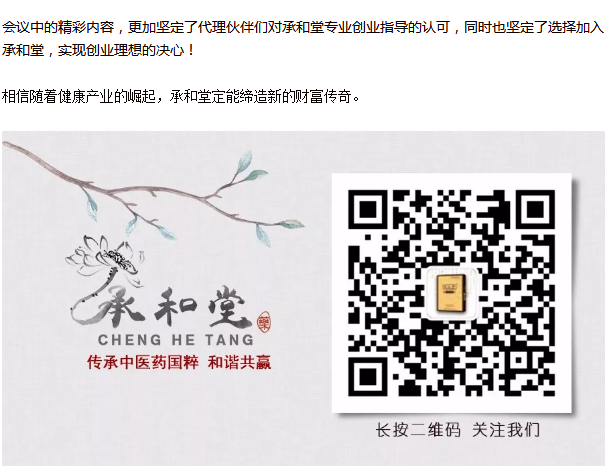 会议中的精彩内容，更加坚定了代理伙伴们对承和堂专业创业指导的认可，同时也坚定了选择加入
承和堂，实现创业理想的决心！
相信随着健康产业的崛起，承和堂定能缔造新的财富传奇。
承和堂
CHENG HE TANG
传承中医药国粹 和谐共赢
长按二维码 关注我们